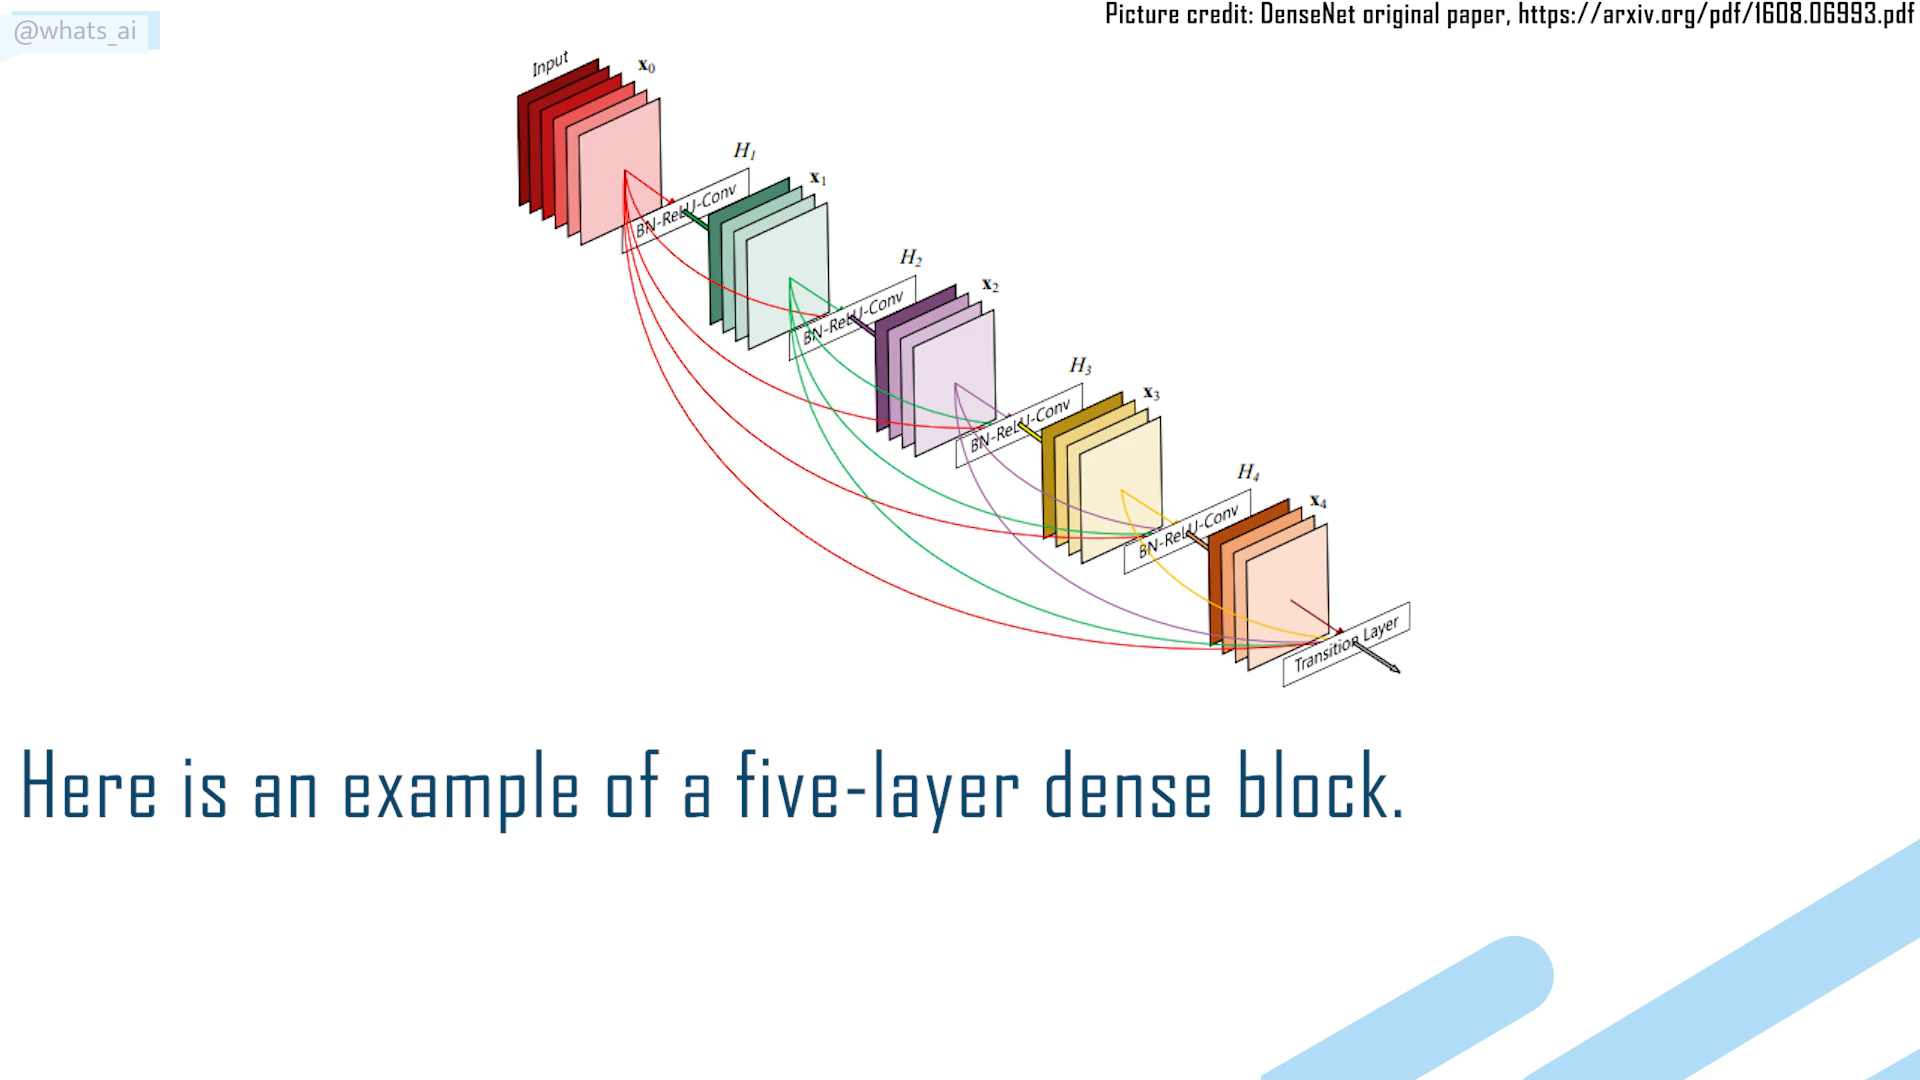 @whats_ai
Picture credit: DenseNet original paper, https://arxiv.org/pdf/1608.06993.pdf
Input
x0
H1
BN-ReLU-Conv
x1
H2
BN-ReLU-Conv
x2
H3
BN-ReLU-Conv
x3
H4
BN-ReLU-Conv
x4
Transition Layer
Here is an example of a five-layer dense block.